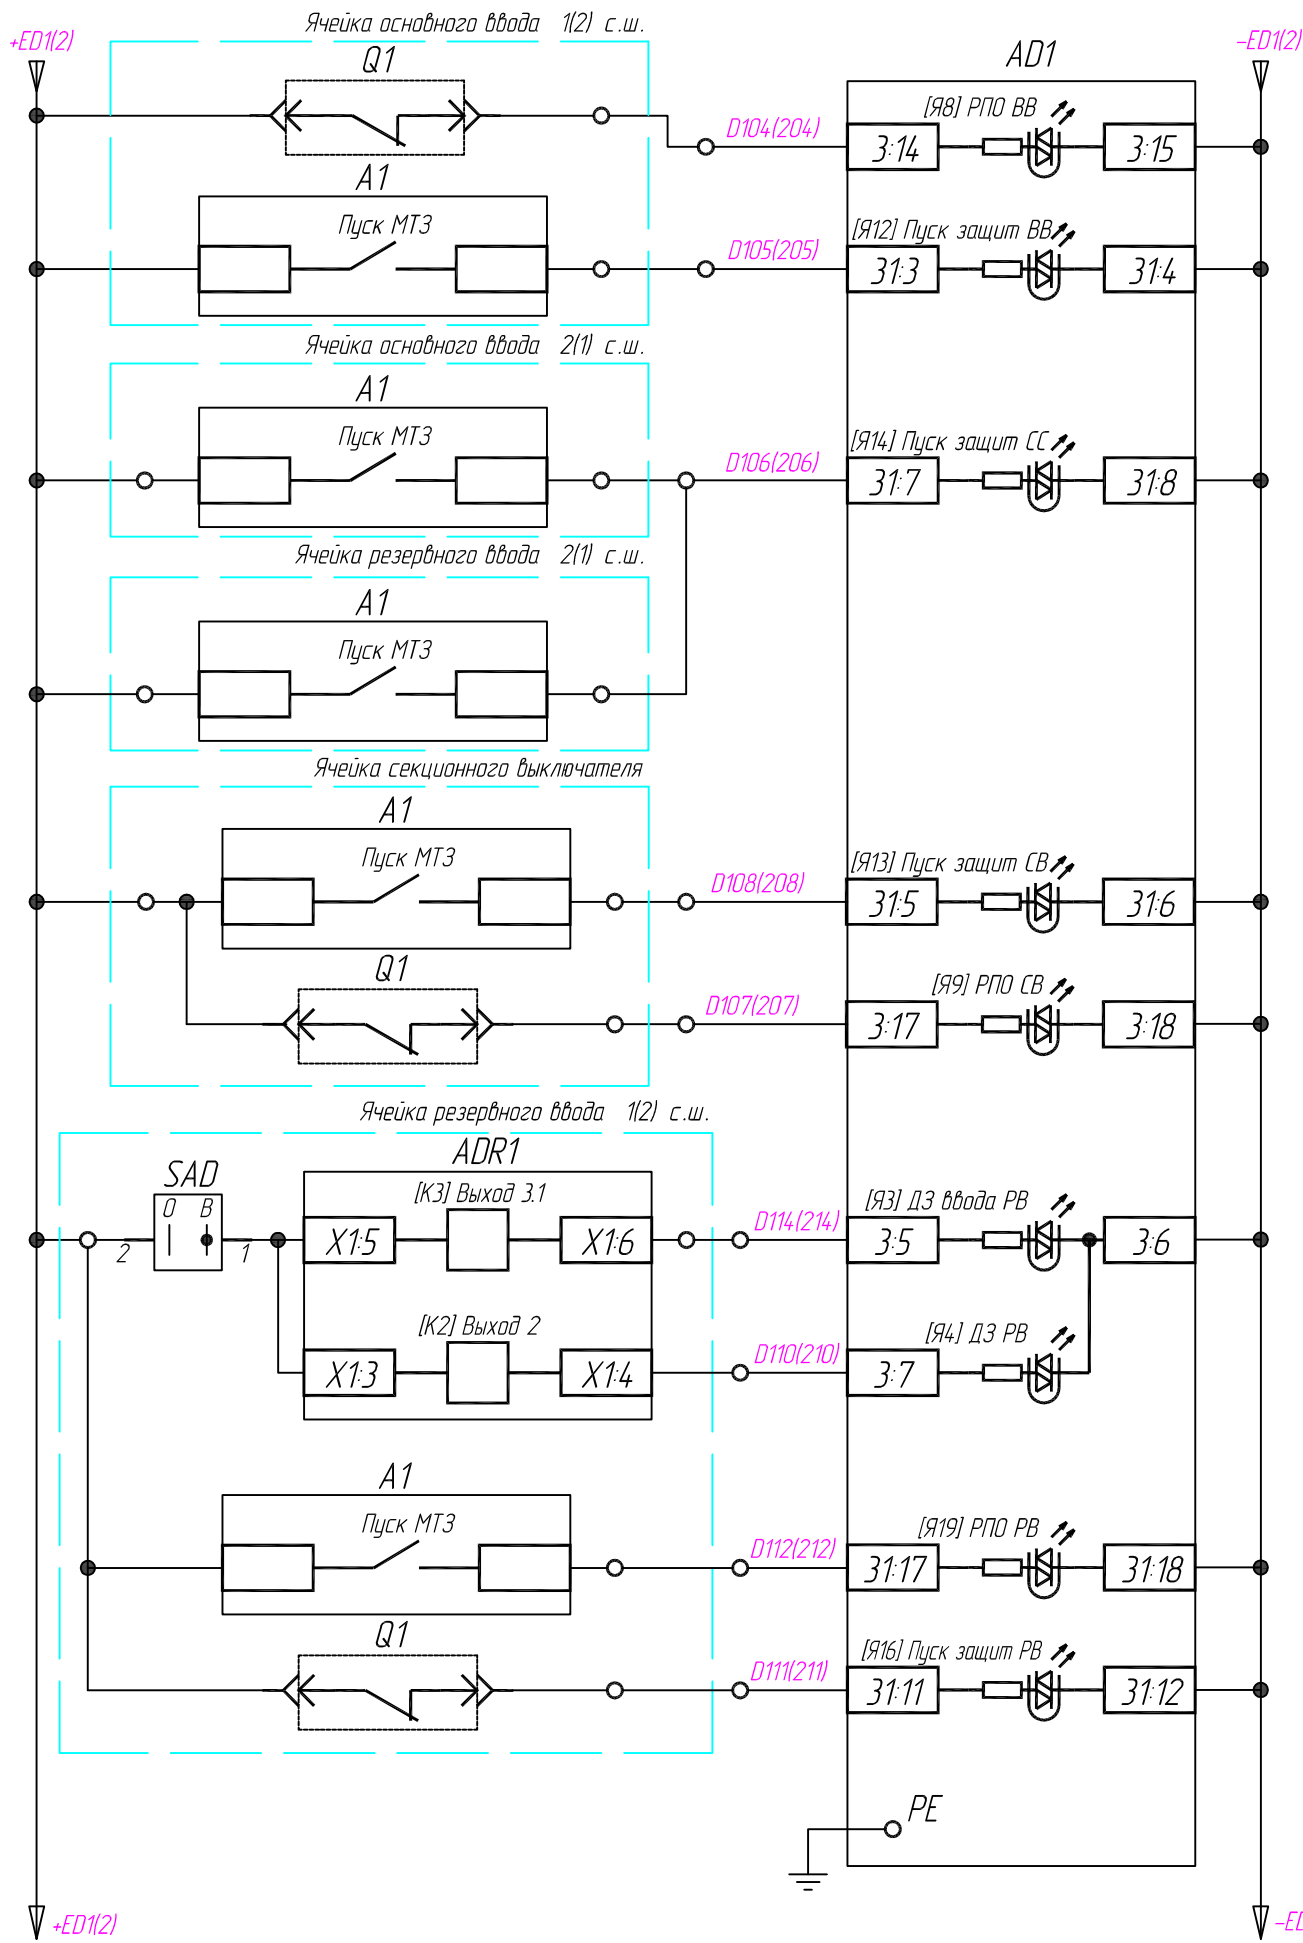 Ячейка основного ввода 1(2) с.ш.
+ED1(2)
-ED1(2)
Q1
AD1
[Я8] РПО ВВ
D104(204)
3:14
3:15
A1
Пуск МТЗ
[Я12] Пуск защит ВВ
D105(205)
31:3
31:4
Ячейка основного ввода 2(1) с.ш.
A1
Пуск МТЗ
[Я14] Пуск защит СС
D106(206)
31:7
31:8
Ячейка резервного ввода 2(1) с.ш.
A1
Пуск МТЗ
Ячейка секционного выключателя
A1
Пуск МТЗ
[Я13] Пуск защит СВ
D108(208)
31:5
31:6
Q1
[Я9] РПО СВ
D107(207)
3:17
3:18
Ячейка резервного ввода 1(2) с.ш.
SAD
ADR1
O B
[К3] Выход 3.1
[Я3] ДЗ ввода РВ
D114(214)
2
1
X1:5
X1:6
3:5
3:6
[К2] Выход 2
[Я4] ДЗ РВ
D110(210)
X1:3
X1:4
3:7
A1
Пуск МТЗ
[Я19] РПО РВ
D112(212)
31:17
31:18
Q1
[Я16] Пуск защит РВ
D111(211)
31:11
31:12
PE
+ED1(2)
-ED